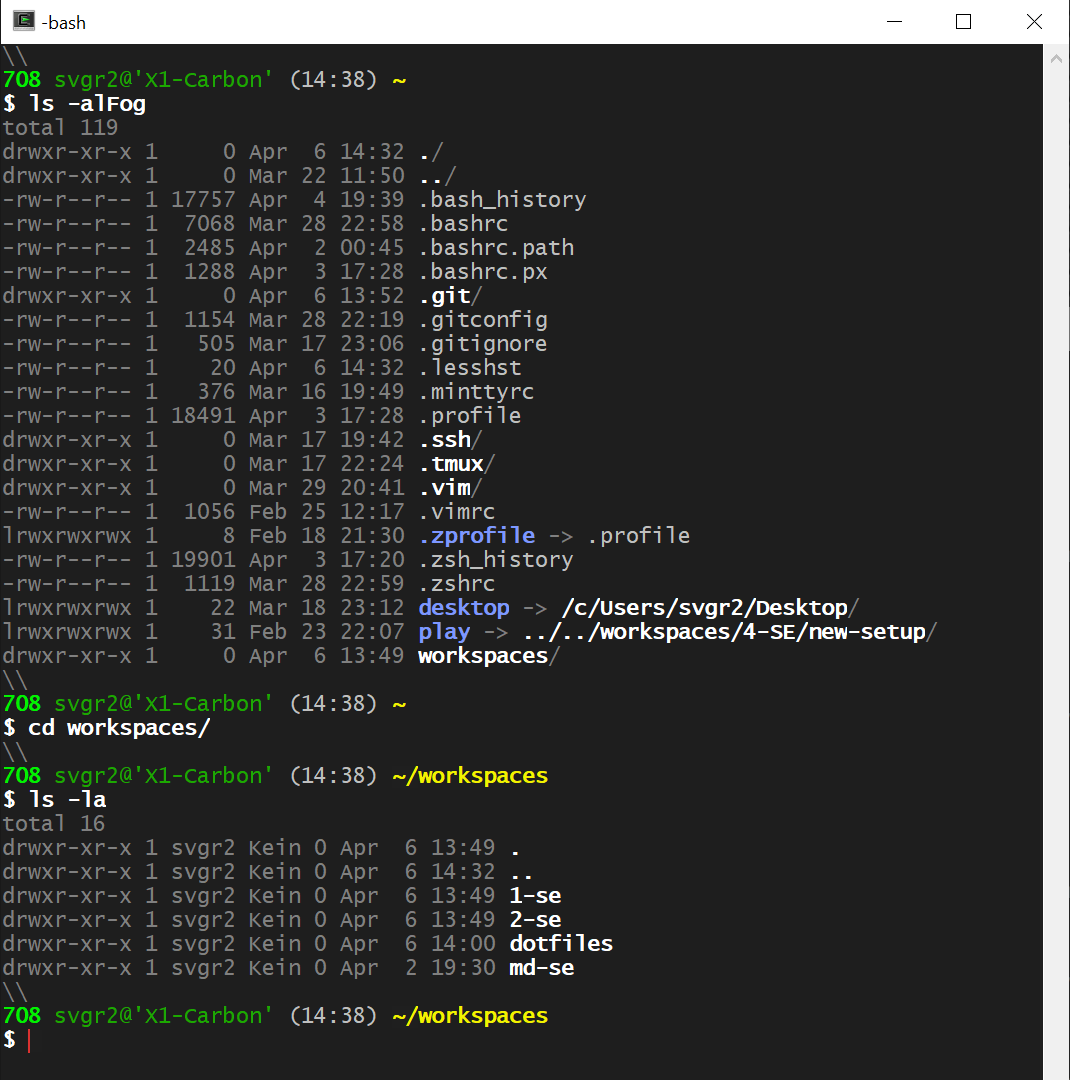 -bash
\\
708 svgr2@'X1-Carbon' (14:38) ~
$ ls -alFog
total 119
drwxr-xr-x 1     0 Apr  6 14:32 ./
drwxr-xr-x 1     0 Mar 22 11:50 ../
-rw-r--r-- 1 17757 Apr  4 19:39 .bash_history
-rw-r--r-- 1  7068 Mar 28 22:58 .bashrc
-rw-r--r-- 1  2485 Apr  2 00:45 .bashrc.path
-rw-r--r-- 1  1288 Apr  3 17:28 .bashrc.px
drwxr-xr-x 1     0 Apr  6 13:52 .git/
-rw-r--r-- 1  1154 Mar 28 22:19 .gitconfig
-rw-r--r-- 1   505 Mar 17 23:06 .gitignore
-rw-r--r-- 1    20 Apr  6 14:32 .lesshst
-rw-r--r-- 1   376 Mar 16 19:49 .minttyrc
-rw-r--r-- 1 18491 Apr  3 17:28 .profile
drwxr-xr-x 1     0 Mar 17 19:42 .ssh/
drwxr-xr-x 1     0 Mar 17 22:24 .tmux/
drwxr-xr-x 1     0 Mar 29 20:41 .vim/
-rw-r--r-- 1  1056 Feb 25 12:17 .vimrc
lrwxrwxrwx 1     8 Feb 18 21:30 .zprofile -> .profile
-rw-r--r-- 1 19901 Apr  3 17:20 .zsh_history
-rw-r--r-- 1  1119 Mar 28 22:59 .zshrc
lrwxrwxrwx 1    22 Mar 18 23:12 desktop -> /c/Users/svgr2/Desktop/
lrwxrwxrwx 1    31 Feb 23 22:07 play -> ../../workspaces/4-SE/new-setup/
drwxr-xr-x 1     0 Apr  6 13:49 workspaces/
\\
708 svgr2@'X1-Carbon' (14:38) ~
$ cd workspaces/
\\
708 svgr2@'X1-Carbon' (14:38) ~/workspaces
$ ls -la
total 16
drwxr-xr-x 1 svgr2 Kein 0 Apr  6 13:49 .
drwxr-xr-x 1 svgr2 Kein 0 Apr  6 14:32 ..
drwxr-xr-x 1 svgr2 Kein 0 Apr  6 13:49 1-se
drwxr-xr-x 1 svgr2 Kein 0 Apr  6 13:49 2-se
drwxr-xr-x 1 svgr2 Kein 0 Apr  6 14:00 dotfiles
drwxr-xr-x 1 svgr2 Kein 0 Apr  2 19:30 md-se
\\
708 svgr2@'X1-Carbon' (14:38) ~/workspaces
$